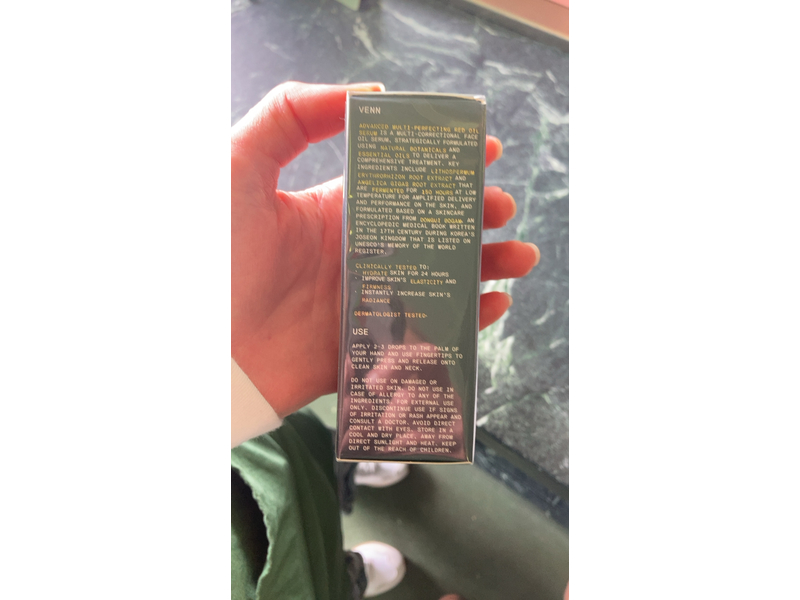 VENN
ADVANCED MULTI-PERFECTING RED OIL
SERUM IS A MULTI-CORRECTIONAL FACE
OIL SERUM, STRATEGICALLY FORMULATED
USING NATURAL BOTANICALS AND
ESSENTIAL OILS TO DELIVER A
COMPREHENSIVE TREATMENT. KEY
INGREDIENTS INCLUDE LITHOSPERMUM
ERYTHRORHIZON ROOT EXTRACT AND
ANGELICA GIGAS ROOT EXTRACT THAT
ARE FERMENTED FOR 150 HOURS AT LOW
TEMPERATURE FOR AMPLIFIED DELIVERY
AND PERFORMANCE ON THE SKIN, AND
FORMULATED BASED ON A SKINCARE
PRESCRIPTION FROM DONGUI BOGAM, AN
ENCYCLOPEDIC MEDICAL BOOK WRITTEN
IN THE 17TH CENTURY DURING KOREA'S
JOSEON KINGDOM THAT IS LISTED ON
UNESCO'S MEMORY OF THE WORLD
REGISTER.
CLINICALLY TESTED TO:
- HYDRATE SKIN FOR 24 HOURS
- IMPROVE SKIN'S ELASTICITY AND
FIRMNESS
- INSTANTLY INCREASE SKIN'S
RADIANCE
DERMATOLOGIST TESTED
USE
APPLY 2-3 DROPS TO THE PALM OF
YOUR HAND AND USE FINGERTIPS TO
GENTLY PRESS AND RELEASE ONTO
CLEAN SKIN AND NECK.
DO NOT USE ON DAMAGED OR
IRRITATED SKIN. DO NOT USE IN
CASE OF ALLERGY TO ANY OF THE
INGREDIENTS. FOR EXTERNAL USE
ONLY. DISCONTINUE USE IF SIGNS
OF IRRITATION OR RASH APPEAR AND
CONSULT A DOCTOR. AVOID DIRECT
CONTACT WITH EYES. STORE IN A
COOL AND DRY PLACE, AWAY FROM
DIRECT SUNLIGHT AND HEAT. KEEP
OUT OF THE REACH OF CHILDREN.